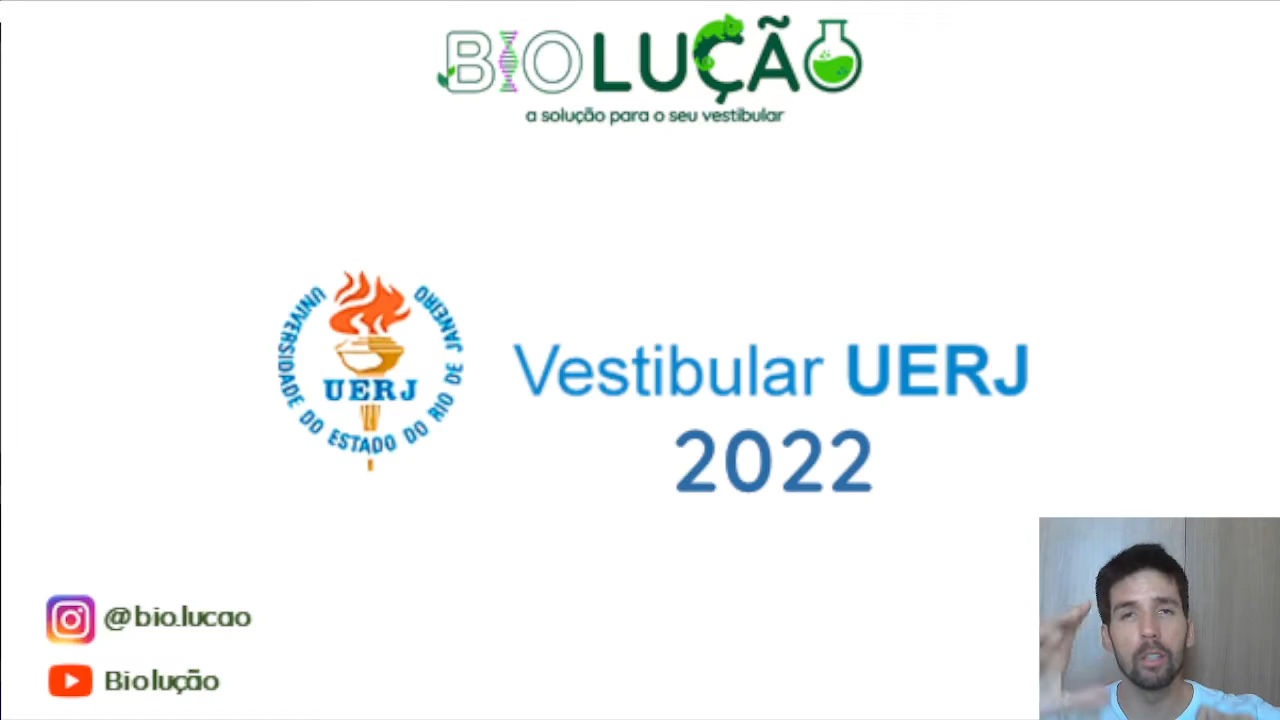 BIOLUÇÃO
a solução para o seu vestibular
UNIVERSIDADE DO ESTADO DO RIO DE JANEIRO
UERJ
Vestibular UERJ
2022
@bio.lucao
Biolução